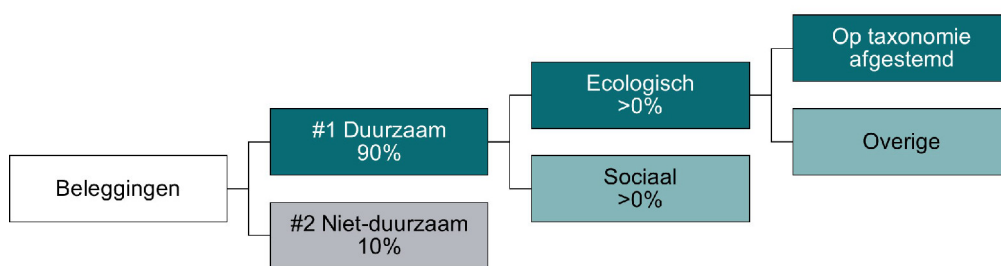 Beleggingen
#1 Duurzaam
90%
#2 Niet-duurzaam
10%
Ecologisch
>0%
Sociaal
>0%
Op taxonomie
afgestemd
Overige